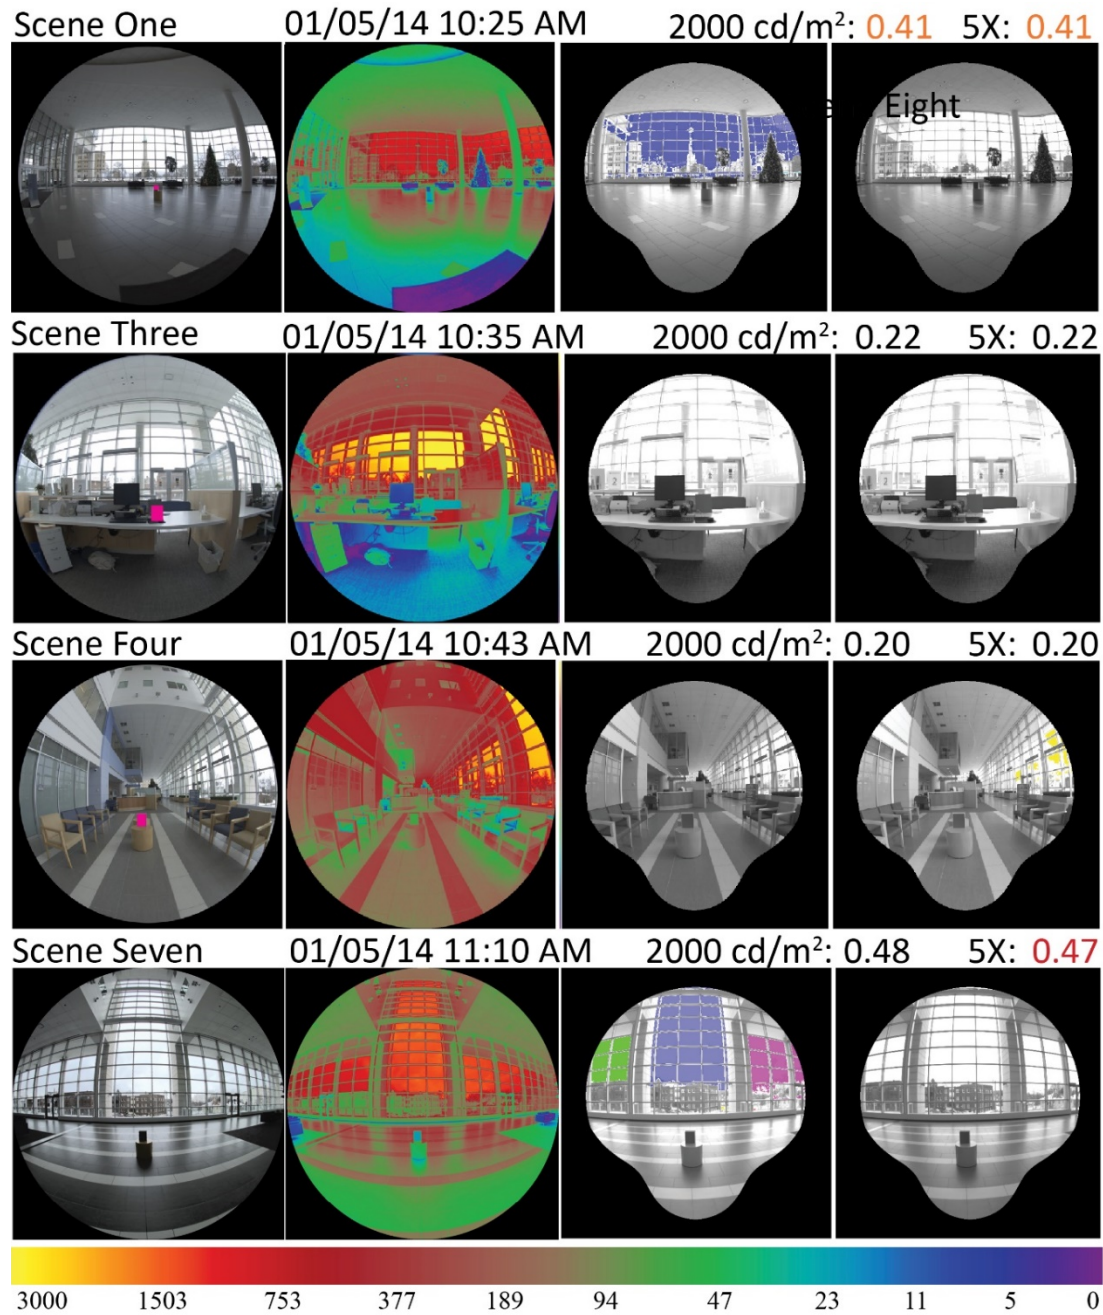 Scene One 01/05/14 10:25 AM 2000 cd/m²: 0.41 5X: 0.41
Eight
Scene Three 01/05/14 10:35 AM 2000 cd/m²: 0.22 5X: 0.22
Scene Four 01/05/14 10:43 AM 2000 cd/m²: 0.20 5X: 0.20
Scene Seven 01/05/14 11:10 AM 2000 cd/m²: 0.48 5X: 0.47
3000 1503 753 377 189 94 47 23 11 5 0